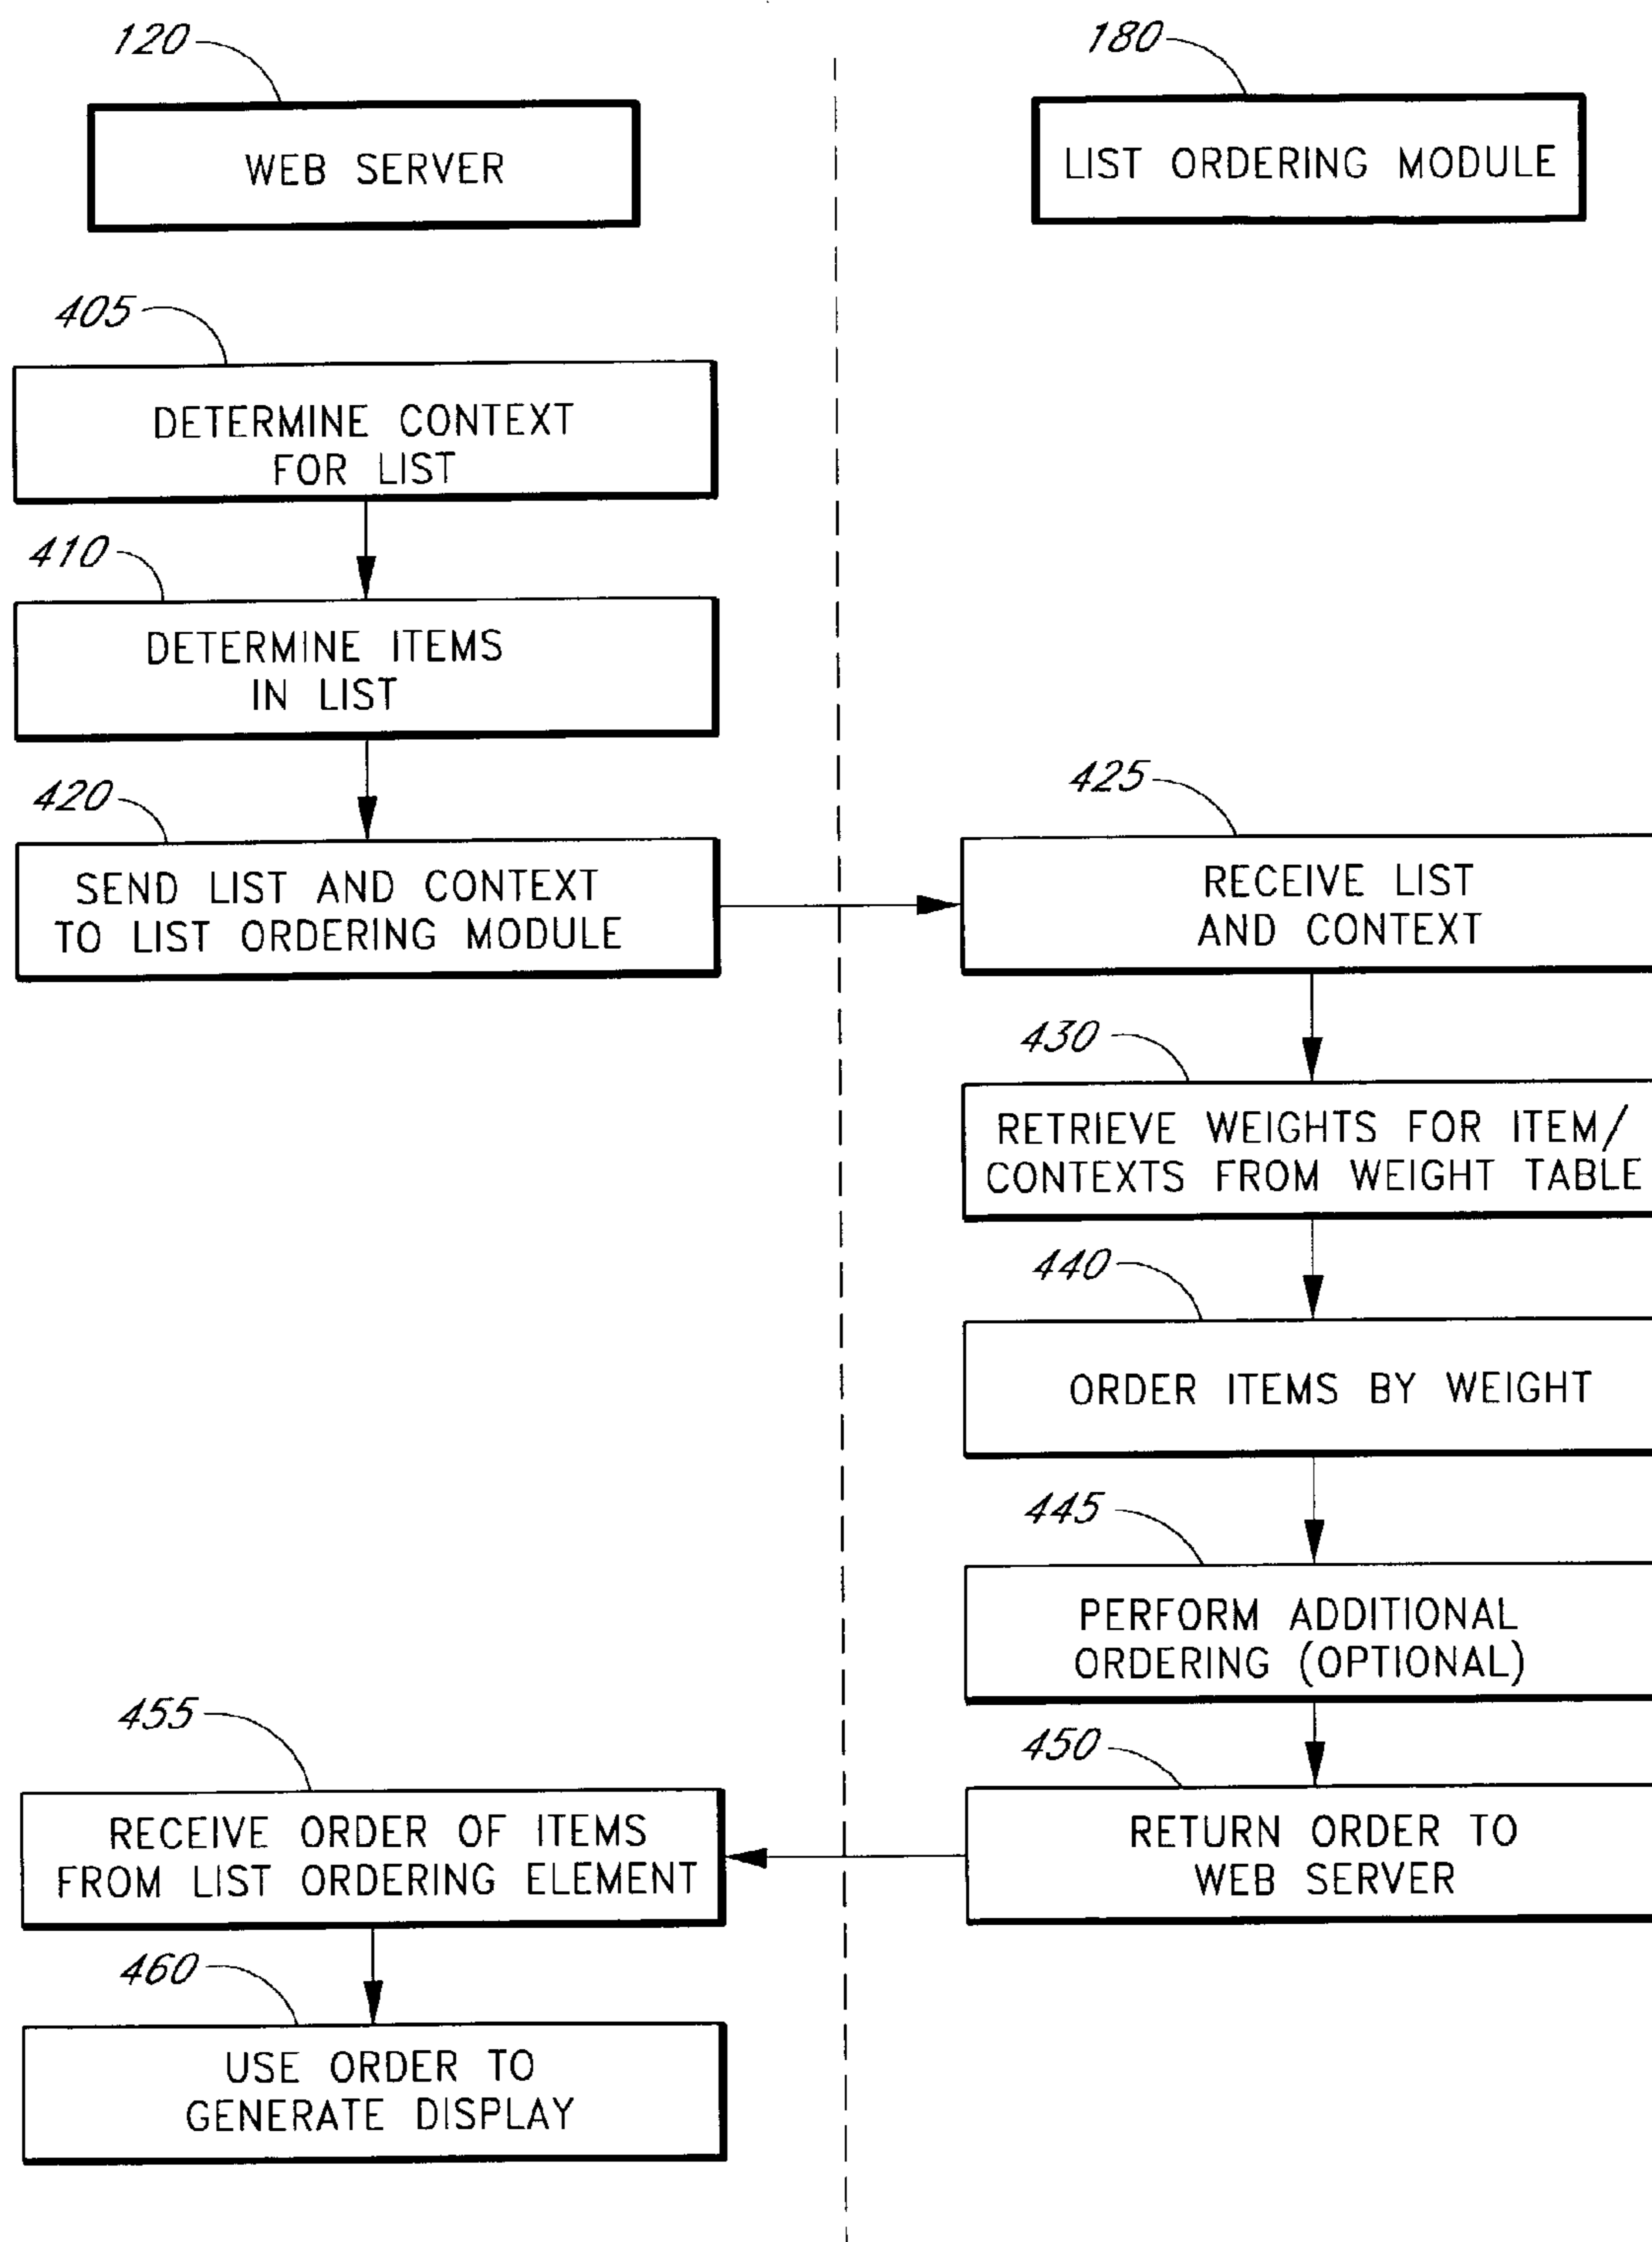 120
WEB SERVER
180
LIST ORDERING MODULE
405
DETERMINE CONTEXT
FOR LIST
410
DETERMINE ITEMS
IN LIST
420
SEND LIST AND CONTEXT
TO LIST ORDERING MODULE
425
RECEIVE LIST
AND CONTEXT
430
RETRIEVE WEIGHTS FOR ITEM/
CONTEXTS FROM WEIGHT TABLE
440
ORDER ITEMS BY WEIGHT
445
PERFORM ADDITIONAL
ORDERING (OPTIONAL)
450
RETURN ORDER TO
WEB SERVER
455
RECEIVE ORDER OF ITEMS
FROM LIST ORDERING ELEMENT
460
USE ORDER TO
GENERATE DISPLAY